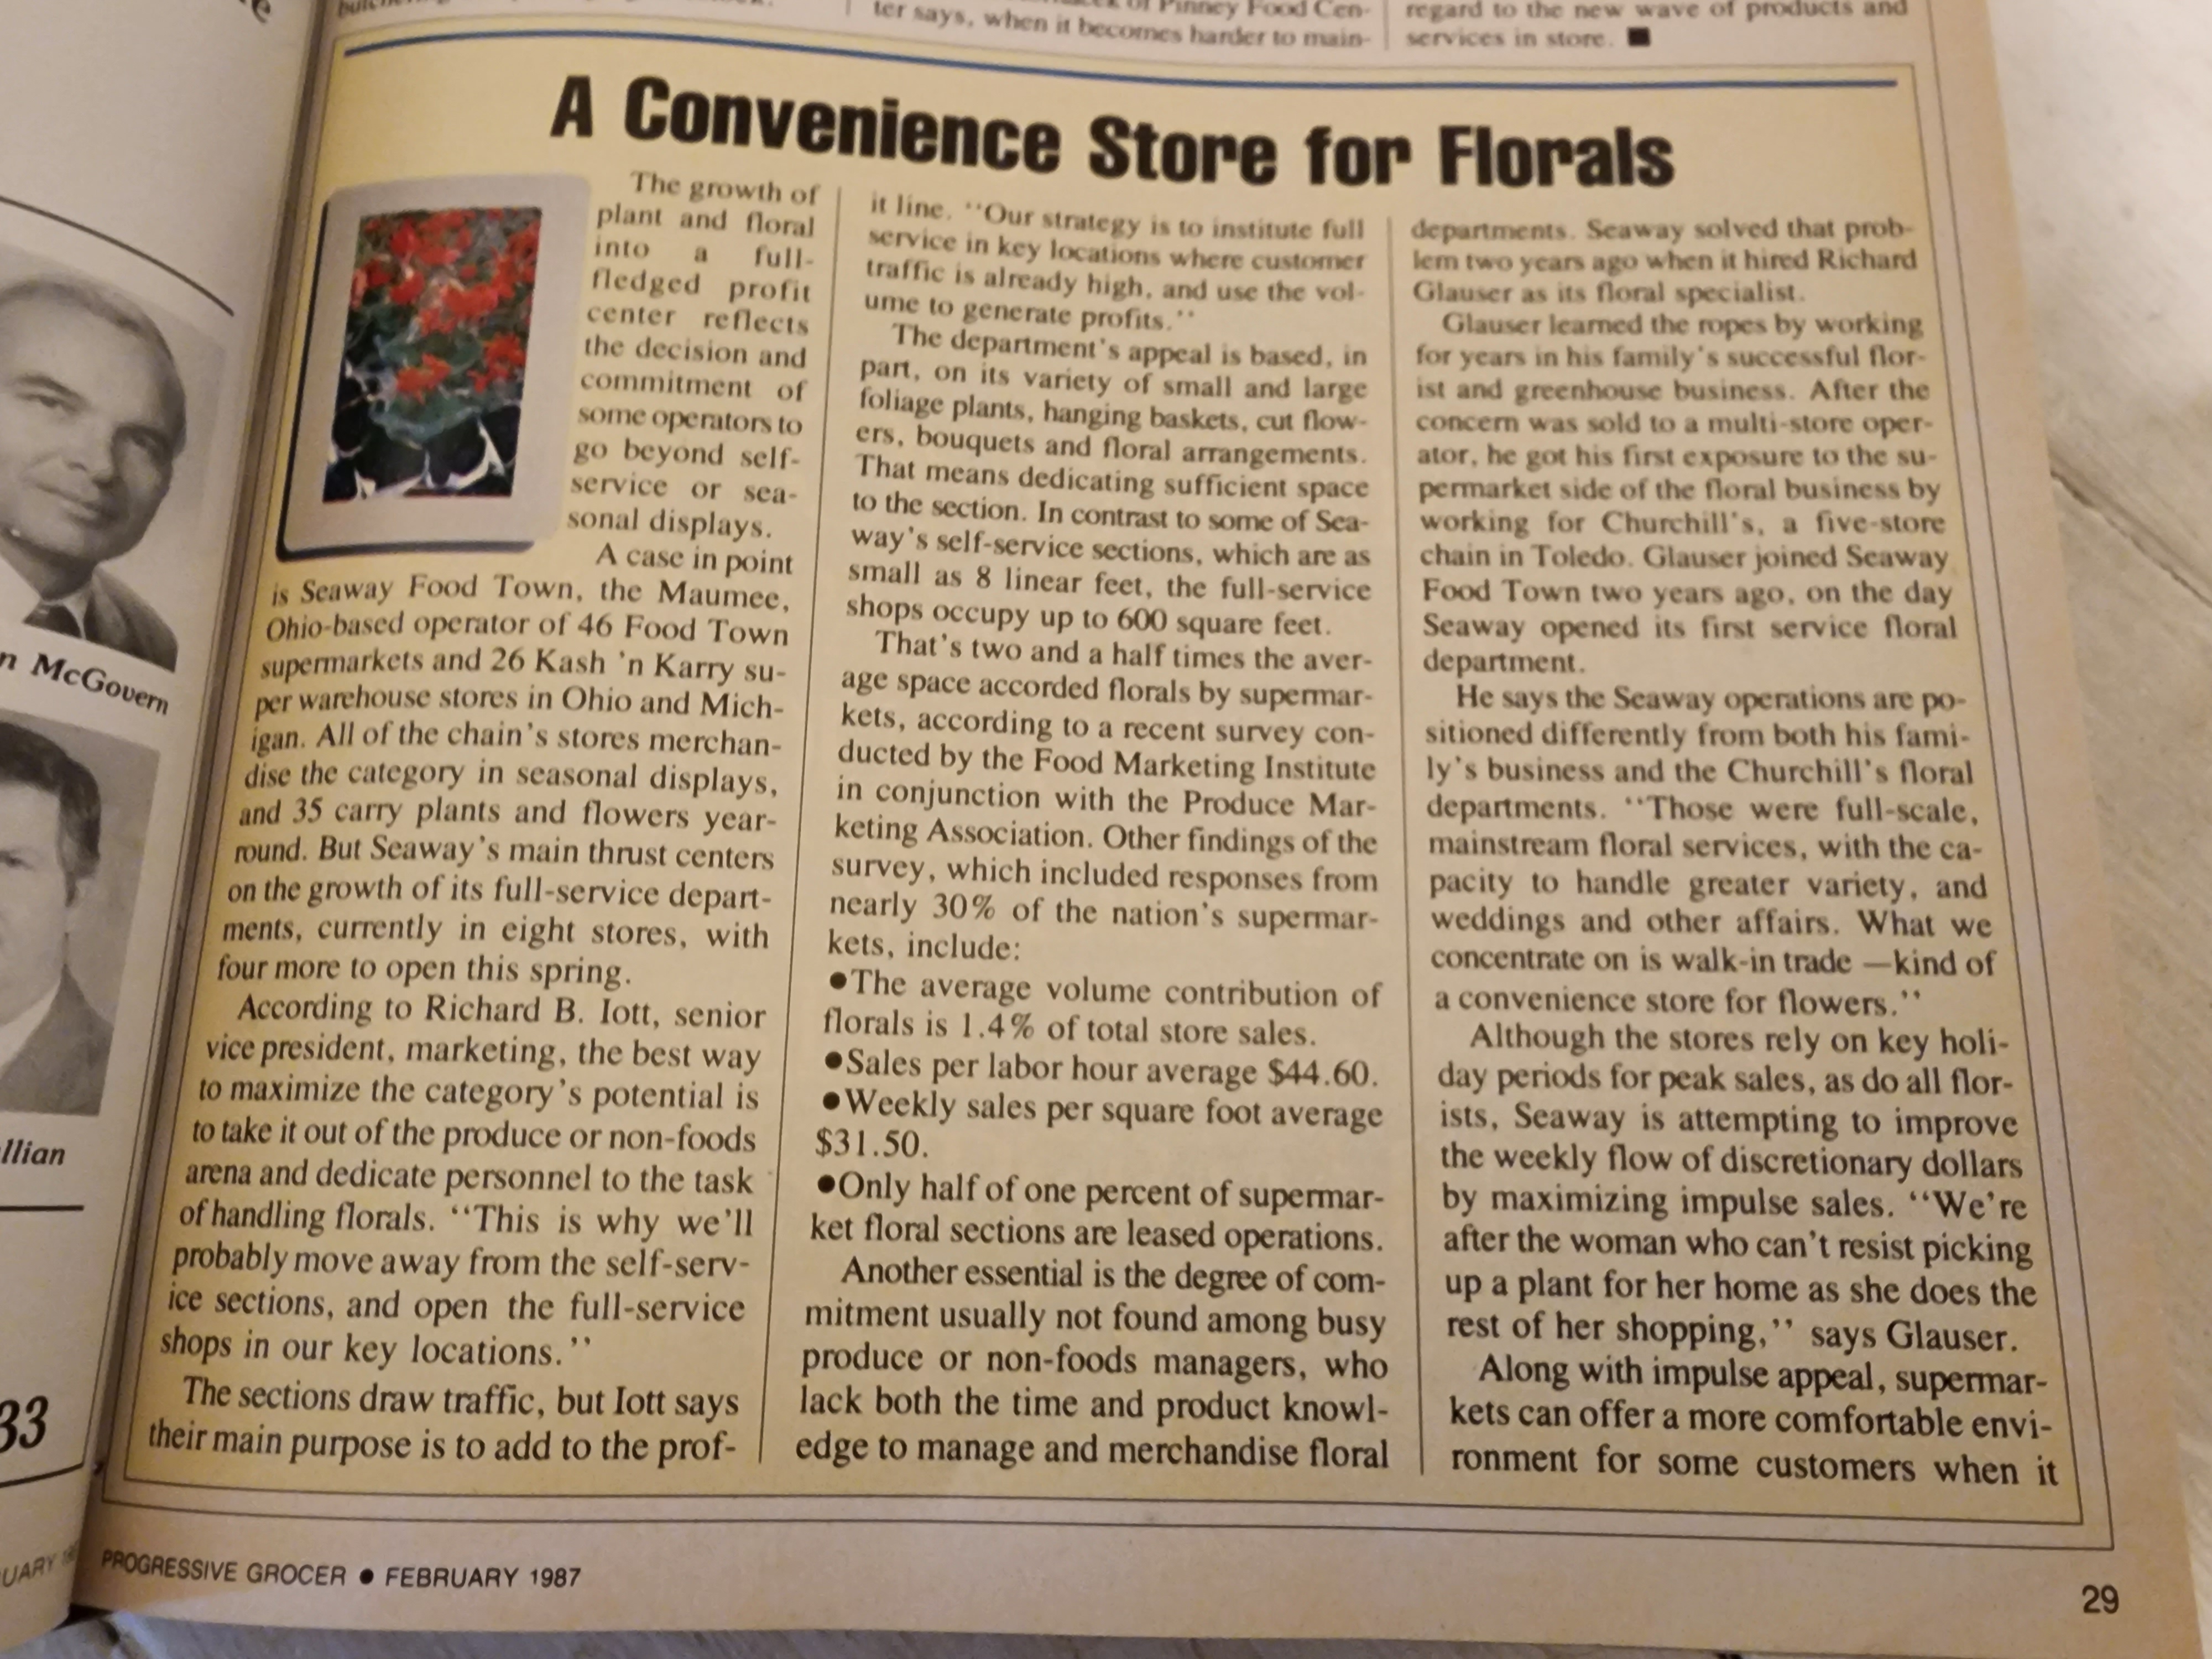 ter says, when it becomes harder to main-
regard to the new wave of products and
services in store. ■
A Convenience Store for Florals
The growth of
plant and floral
into a full-
fledged profit
center reflects
the decision and
commitment of
some operators to
go beyond self-
service or sea-
sonal displays.
A case in point
is Seaway Food Town, the Maumee,
Ohio-based operator of 46 Food Town
supermarkets and 26 Kash 'n Karry su-
per warehouse stores in Ohio and Mich-
igan. All of the chain's stores merchan-
dise the category in seasonal displays,
and 35 carry plants and flowers year-
round. But Seaway's main thrust centers
on the growth of its full-service depart-
ments, currently in eight stores, with
four more to open this spring.
According to Richard B. Iott, senior
vice president, marketing, the best way
to maximize the category's potential is
to take it out of the produce or non-foods
arena and dedicate personnel to the task
of handling florals. ‘‘This is why we'll
probably move away from the self-serv-
ice sections, and open the full-service
shops in our key locations.’’
The sections draw traffic, but Iott says
their main purpose is to add to the prof-
it line. ‘‘Our strategy is to institute full
service in key locations where customer
traffic is already high, and use the vol-
ume to generate profits.’’
The department's appeal is based, in
part, on its variety of small and large
foliage plants, hanging baskets, cut flow-
ers, bouquets and floral arrangements.
That means dedicating sufficient space
to the section. In contrast to some of Sea-
way's self-service sections, which are as
small as 8 linear feet, the full-service
shops occupy up to 600 square feet.
That's two and a half times the aver-
age space accorded florals by supermar-
kets, according to a recent survey con-
ducted by the Food Marketing Institute
in conjunction with the Produce Mar-
keting Association. Other findings of the
survey, which included responses from
nearly 30% of the nation's supermar-
kets, include:
●The average volume contribution of
florals is 1.4% of total store sales.
●Sales per labor hour average $44.60.
●Weekly sales per square foot average
$31.50.
●Only half of one percent of supermar-
ket floral sections are leased operations.
Another essential is the degree of com-
mitment usually not found among busy
produce or non-foods managers, who
lack both the time and product knowl-
edge to manage and merchandise floral
departments. Seaway solved that prob-
lem two years ago when it hired Richard
Glauser as its floral specialist.
Glauser learned the ropes by working
for years in his family's successful flor-
ist and greenhouse business. After the
concern was sold to a multi-store oper-
ator, he got his first exposure to the su-
permarket side of the floral business by
working for Churchill's, a five-store
chain in Toledo. Glauser joined Seaway
Food Town two years ago, on the day
Seaway opened its first service floral
department.
He says the Seaway operations are po-
sitioned differently from both his fami-
ly's business and the Churchill's floral
departments. ‘‘Those were full-scale,
mainstream floral services, with the ca-
pacity to handle greater variety, and
weddings and other affairs. What we
concentrate on is walk-in trade —kind of
a convenience store for flowers.’’
Although the stores rely on key holi-
day periods for peak sales, as do all flor-
ists, Seaway is attempting to improve
the weekly flow of discretionary dollars
by maximizing impulse sales. ‘‘We're
after the woman who can't resist picking
up a plant for her home as she does the
rest of her shopping,’’ says Glauser.
Along with impulse appeal, supermar-
kets can offer a more comfortable envi-
ronment for some customers when it
PROGRESSIVE GROCER ● FEBRUARY 1987
29
n McGovern
llian
33